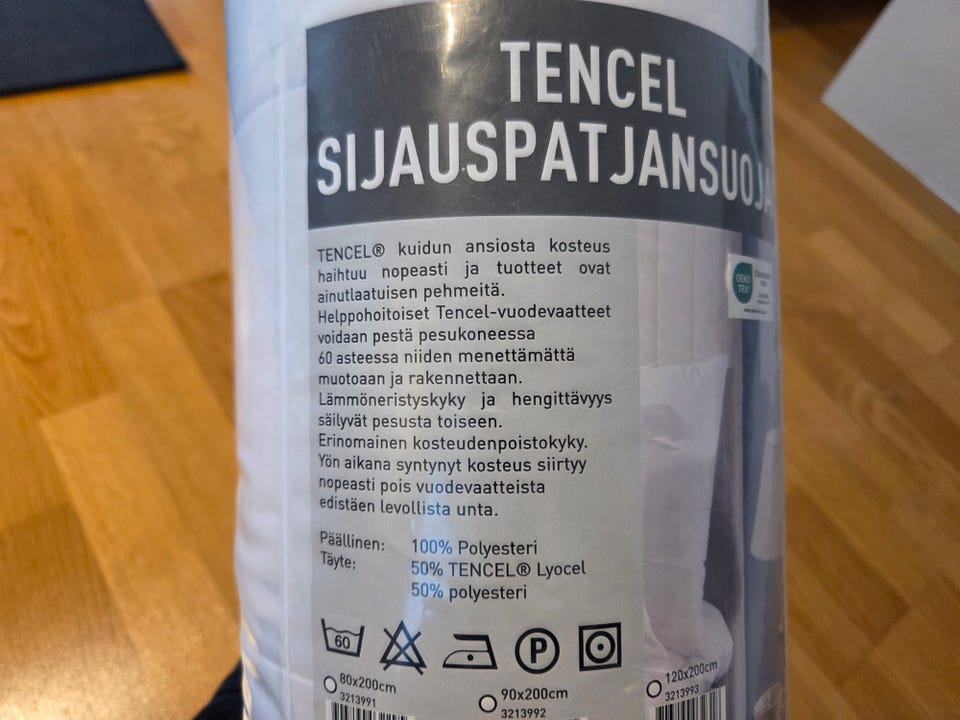 TENCEL
SIJAUSPATJANSUOJA
TENCEL® kuidun ansiosta kosteus
haihtuu nopeasti ja tuotteet ovat
ainutlaatuisen pehmeitä.
Helppohoitoiset Tencel-vuodevaatteet
voidaan pestä pesukoneessa
60 asteessa niiden menettämättä
muotoaan ja rakennettaan.
Lämmöneristyskyky ja hengittävyys
säilyvät pesusta toiseen.
Erinomainen kosteudenpoistokyky.
Yön aikana syntynyt kosteus siirtyy
nopeasti pois vuodevaatteista
edistäen levollista unta.
Päällinen: 100% Polyesteri
Täyte: 50% TENCEL® Lyocel
50% polyesteri
OEKO
TEX®
60
P
80x200cm
3213991
90x200cm
3213992
120x200cm
3213993